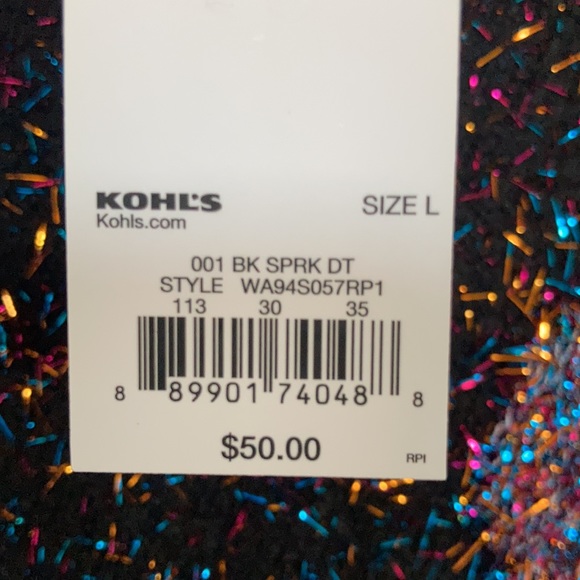 KOHL'S SIZE L
Kohls.com
001 BK SPRK DT
STYLE WA94S057RP1
113 30 35
8 89901 74048 8
$50.00 RPI